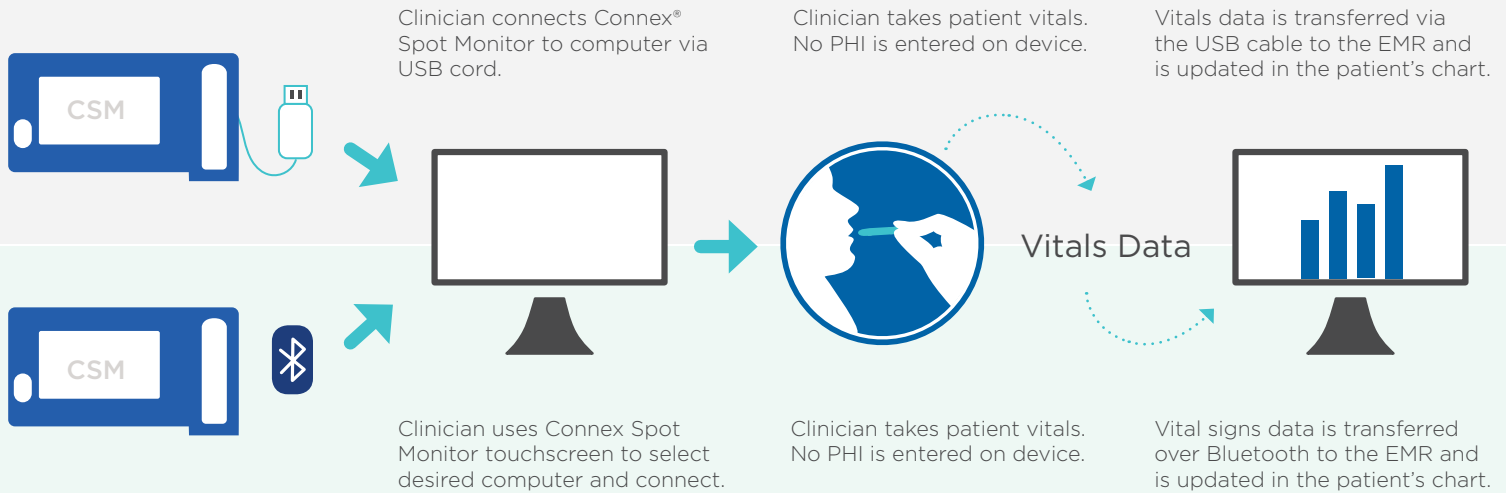 Clinician connects Connex®
Spot Monitor to computer via
USB cord.
Clinician takes patient vitals.
No PHI is entered on device.
Vitals data is transferred via
the USB cable to the EMR and
is updated in the patient's chart.
CSM
Vitals Data
CSM
Clinician uses Connex Spot
Monitor touchscreen to select
desired computer and connect.
Clinician takes patient vitals.
No PHI is entered on device.
Vital signs data is transferred
over Bluetooth to the EMR and
is updated in the patient's chart.